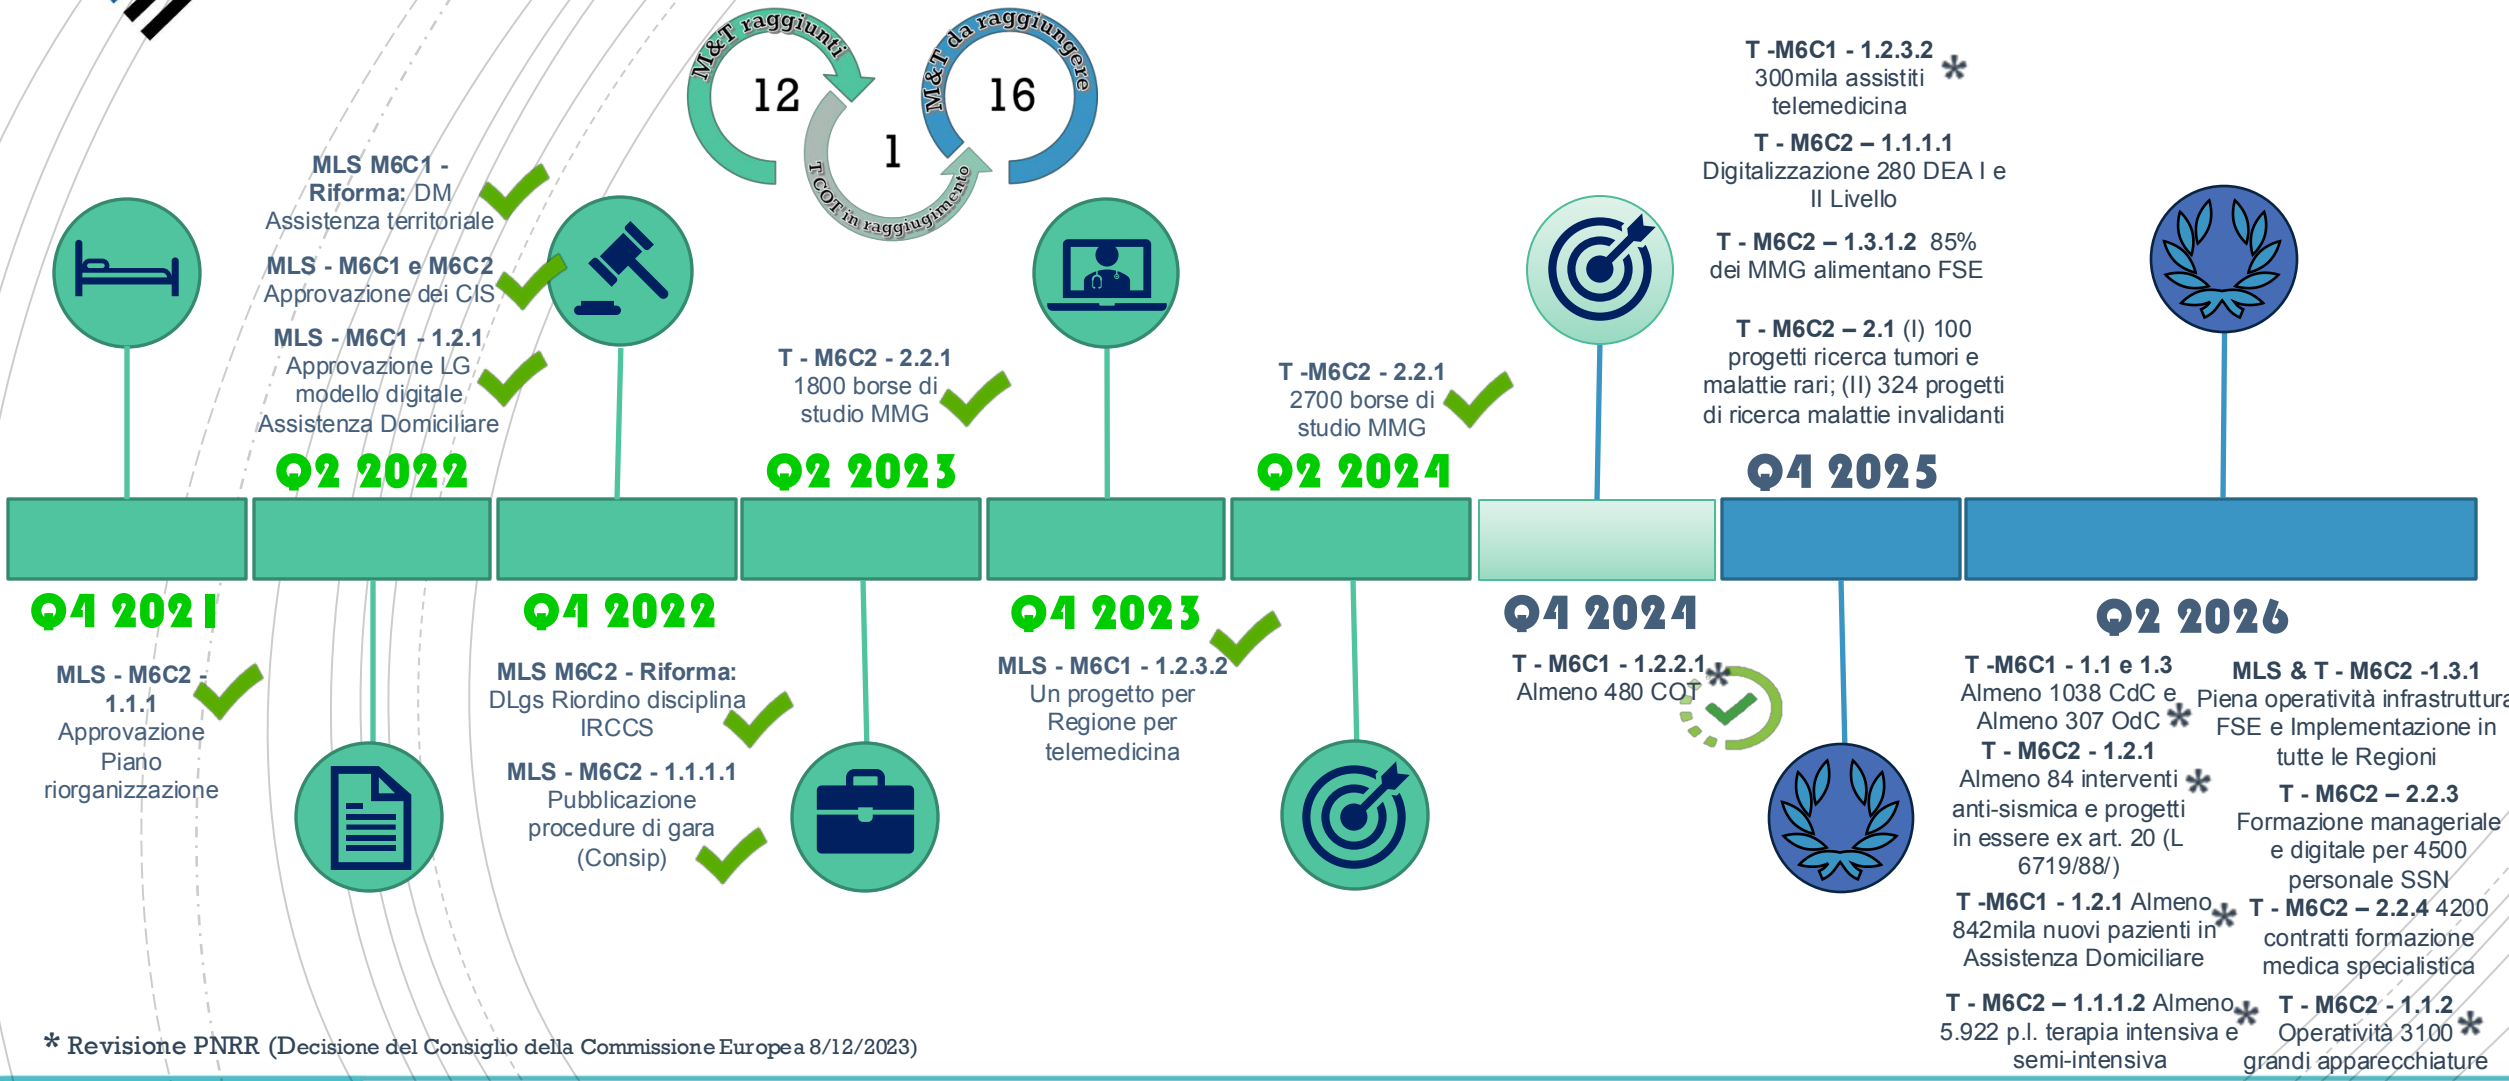 M&T raggiunti
12
M&T da raggiungere
16
1
T COT in raggiugimento
MLS M6C1 -
Riforma: DM
Assistenza territoriale
MLS - M6C1 e M6C2
Approvazione dei CIS
MLS - M6C1 - 1.2.1
Approvazione LG
modello digitale
Assistenza Domiciliare
Q2 2022
T - M6C2 - 2.2.1
1800 borse di
studio MMG
Q2 2023
T -M6C2 - 2.2.1
2700 borse di
studio MMG
Q2 2024
T -M6C1 - 1.2.3.2
300mila assistiti *
telemedicina
T - M6C2 – 1.1.1.1
Digitalizzazione 280 DEA I e
II Livello
T - M6C2 – 1.3.1.2 85%
dei MMG alimentano FSE
T - M6C2 – 2.1 (I) 100
progetti ricerca tumori e
malattie rari; (II) 324 progetti
di ricerca malattie invalidanti
Q4 2025
Q4 2021
MLS - M6C2 -
1.1.1
Approvazione
Piano
riorganizzazione
Q4 2022
MLS M6C2 - Riforma:
DLgs Riordino disciplina
IRCCS
MLS - M6C2 - 1.1.1.1
Pubblicazione
procedure di gara
(Consip)
Q4 2023
MLS - M6C1 - 1.2.3.2
Un progetto per
Regione per
telemedicina
Q4 2024
T - M6C1 - 1.2.2.1 *
Almeno 480 COT
Q2 2026
T -M6C1 - 1.1 e 1.3
Almeno 1038 CdC e
Almeno 307 OdC *
T - M6C2 - 1.2.1
Almeno 84 interventi *
anti-sismica e progetti
in essere ex art. 20 (L
6719/88/)
T -M6C1 - 1.2.1 Almeno *
842mila nuovi pazienti in
Assistenza Domiciliare
T - M6C2 – 1.1.1.2 Almeno *
5.922 p.l. terapia intensiva e
semi-intensiva
MLS & T - M6C2 -1.3.1
Piena operatività infrastruttura
FSE e Implementazione in
tutte le Regioni
T - M6C2 – 2.2.3
Formazione manageriale
e digitale per 4500
personale SSN
T - M6C2 – 2.2.4 4200
contratti formazione
medica specialistica
T - M6C2 - 1.1.2
Operatività 3100 *
grandi apparecchiature
* Revisione PNRR (Decisione del Consiglio della Commissione Europea 8/12/2023)